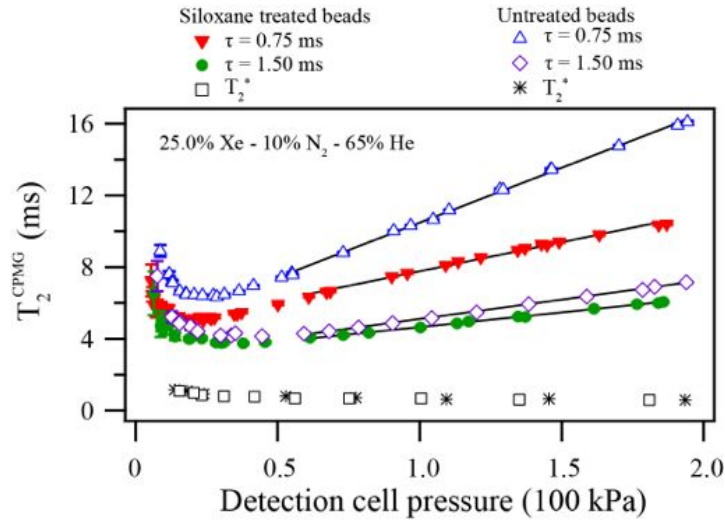 Siloxane treated beads Untreated beads
τ = 0.75 ms τ = 0.75 ms
τ = 1.50 ms τ = 1.50 ms
T₂* T₂*
25.0% Xe - 10% N₂ - 65% He
16
12
8
4
0
T₂^CPMG (ms)
0 0.5 1.0 1.5 2.0
Detection cell pressure (100 kPa)